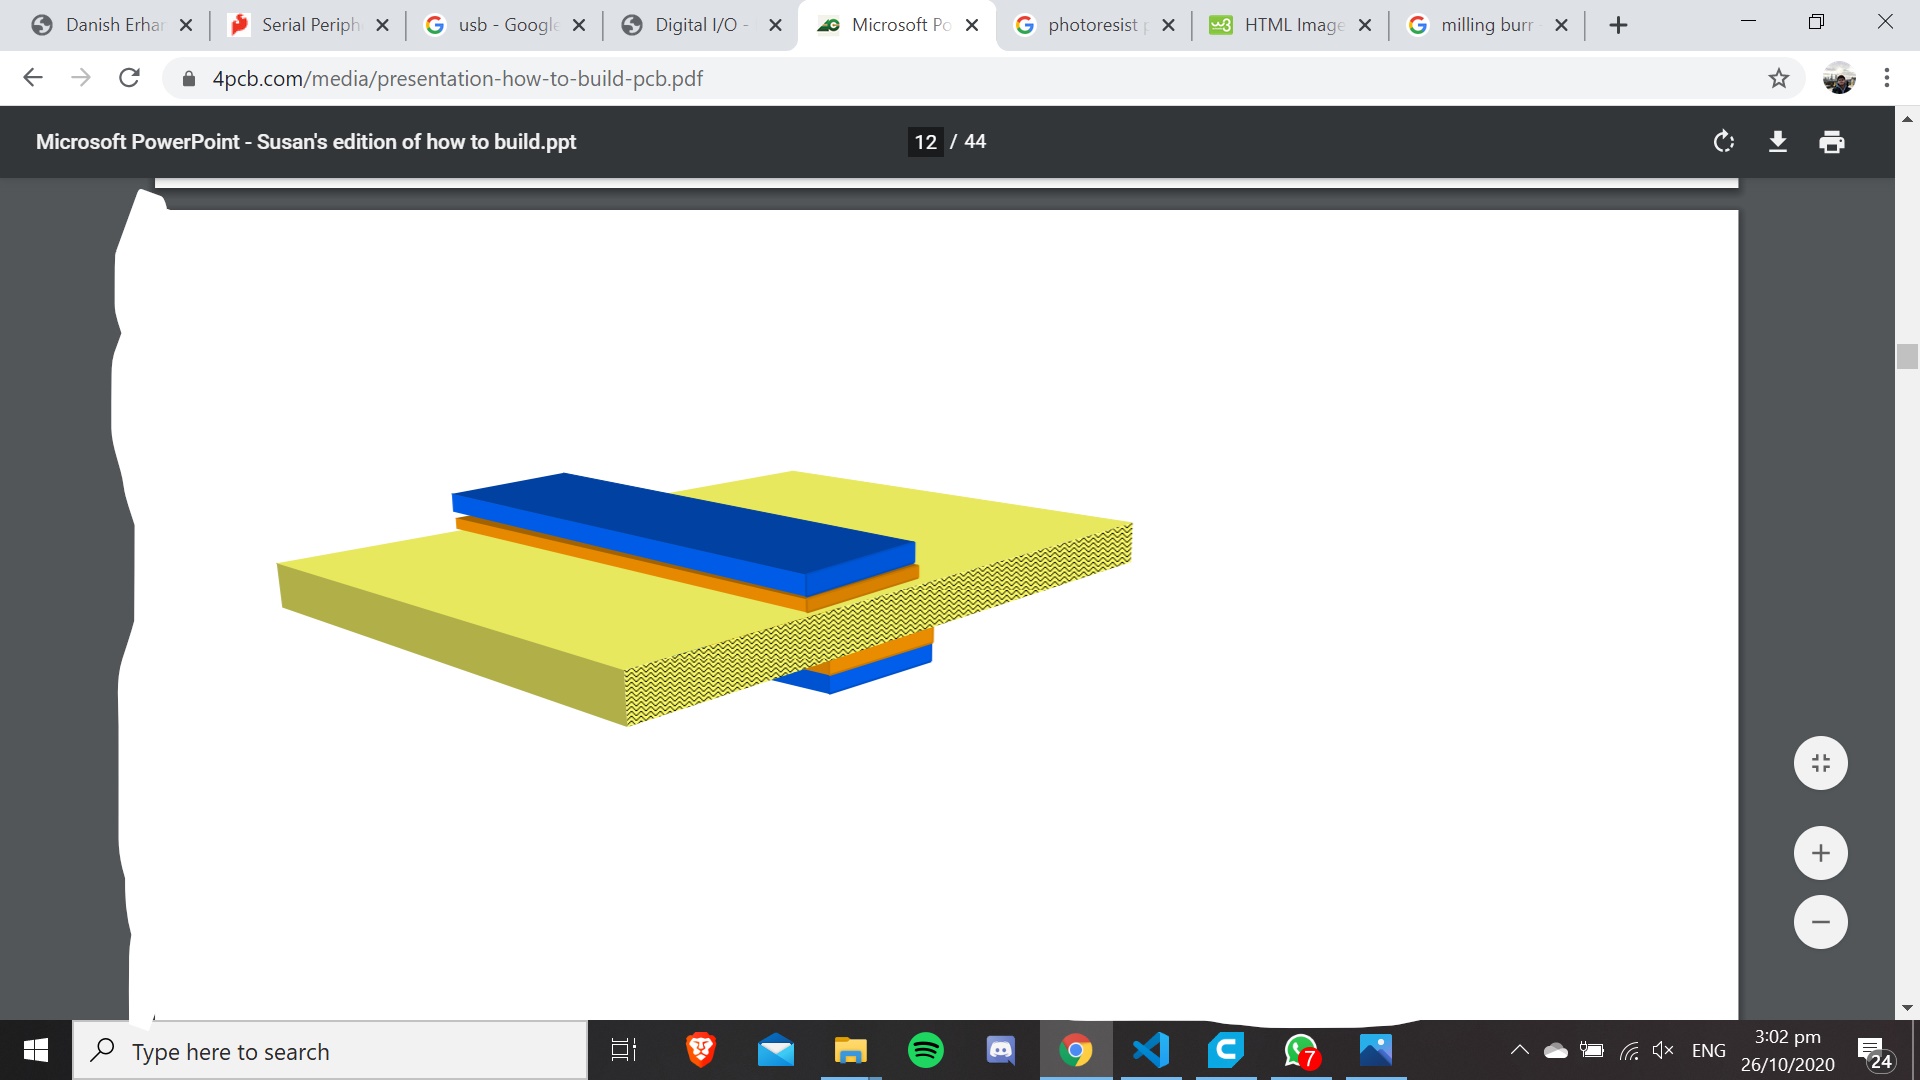 Danish Erhar
Serial Periph
usb - Google
Digital I/O -
Microsoft Po
photoresist p
HTML Image
milling burr -
4pcb.com/media/presentation-how-to-build-pcb.pdf
Microsoft PowerPoint - Susan's edition of how to build.ppt
12 / 44
Type here to search
7
ENG
3:02 pm
26/10/2020
24